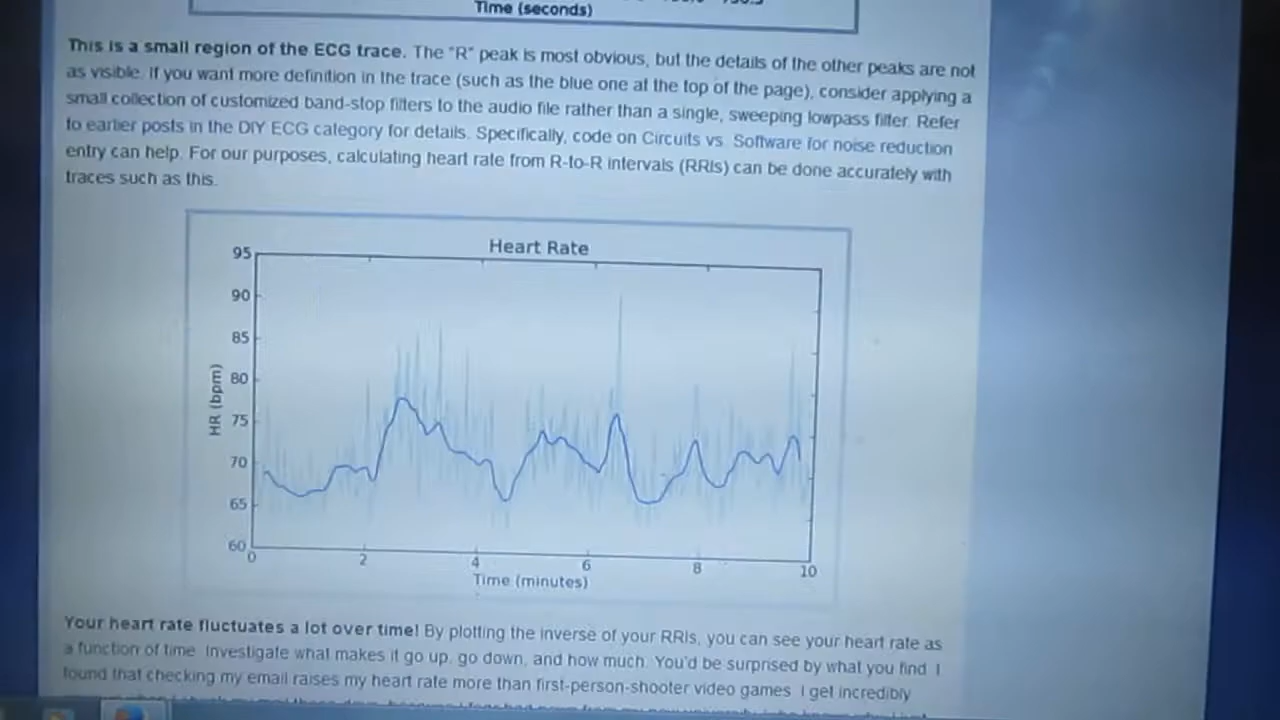 Time (seconds)
This is a small region of the ECG trace. The "R" peak is most obvious, but the details of the other peaks are not
as visible. If you want more definition in the trace (such as the blue one at the top of the page), consider applying a
small collection of customized band-stop filters to the audio file rather than a single, sweeping lowpass filter. Refer
to earlier posts in the DIY ECG category for details. Specifically, code on Circuits vs. Software for noise reduction
entry can help. For our purposes, calculating heart rate from R-to-R intervals (RRIs) can be done accurately with
traces such as this.
Heart Rate
95
90
85
80
75
70
65
60
HR (bpm)
0 2 4 6 8 10
Time (minutes)
Your heart rate fluctuates a lot over time! By plotting the inverse of your RRIs, you can see your heart rate as
a function of time. Investigate what makes it go up, go down, and how much. You'd be surprised by what you find. I
found that checking my email raises my heart rate more than first-person-shooter video games. I get incredibly